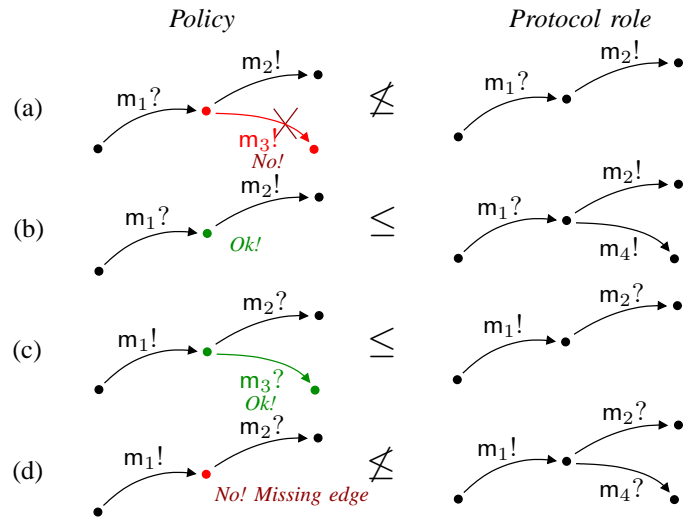 Policy Protocol role
(a) m₁? m₂! m₃! No! ≰ m₁? m₂!
(b) m₁? m₂! Ok! ≤ m₁? m₂! m₄!
(c) m₁! m₂? m₃? Ok! ≤ m₁! m₂?
(d) m₁! m₂? No! Missing edge ≰ m₁! m₂? m₄?